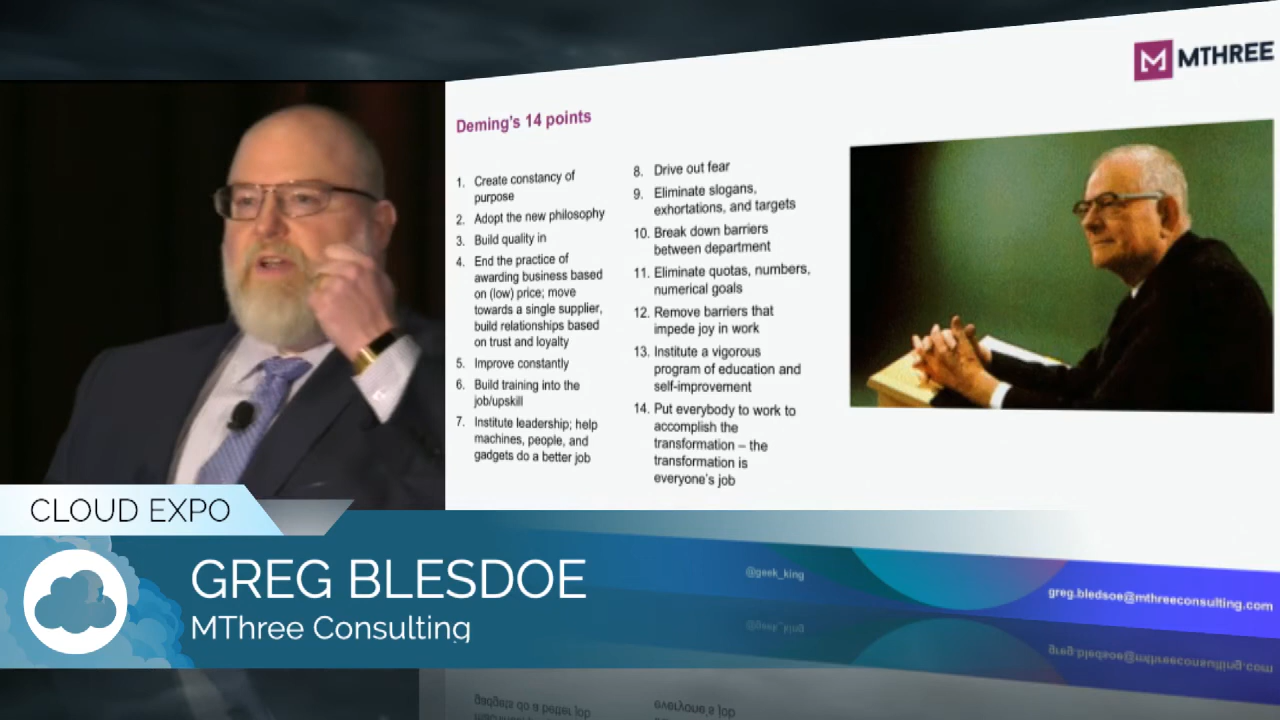 MTHREE
Deming's 14 points
1. Create constancy of
purpose
2. Adopt the new philosophy
3. Build quality in
4. End the practice of
awarding business based
on (low) price; move
towards a single supplier,
build relationships based
on trust and loyalty
5. Improve constantly
6. Build training into the
job/upskill
7. Institute leadership; help
machines, people, and
gadgets do a better job
8. Drive out fear
9. Eliminate slogans,
exhortations, and targets
10. Break down barriers
between department
11. Eliminate quotas, numbers,
numerical goals
12. Remove barriers that
impede joy in work
13. Institute a vigorous
program of education and
self-improvement
14. Put everybody to work to
accomplish the
transformation – the
transformation is
everyone's job
CLOUD EXPO
GREG BLESDOE
MThree Consulting
@geek_king
greg.bledsoe@mthreeconsulting.com